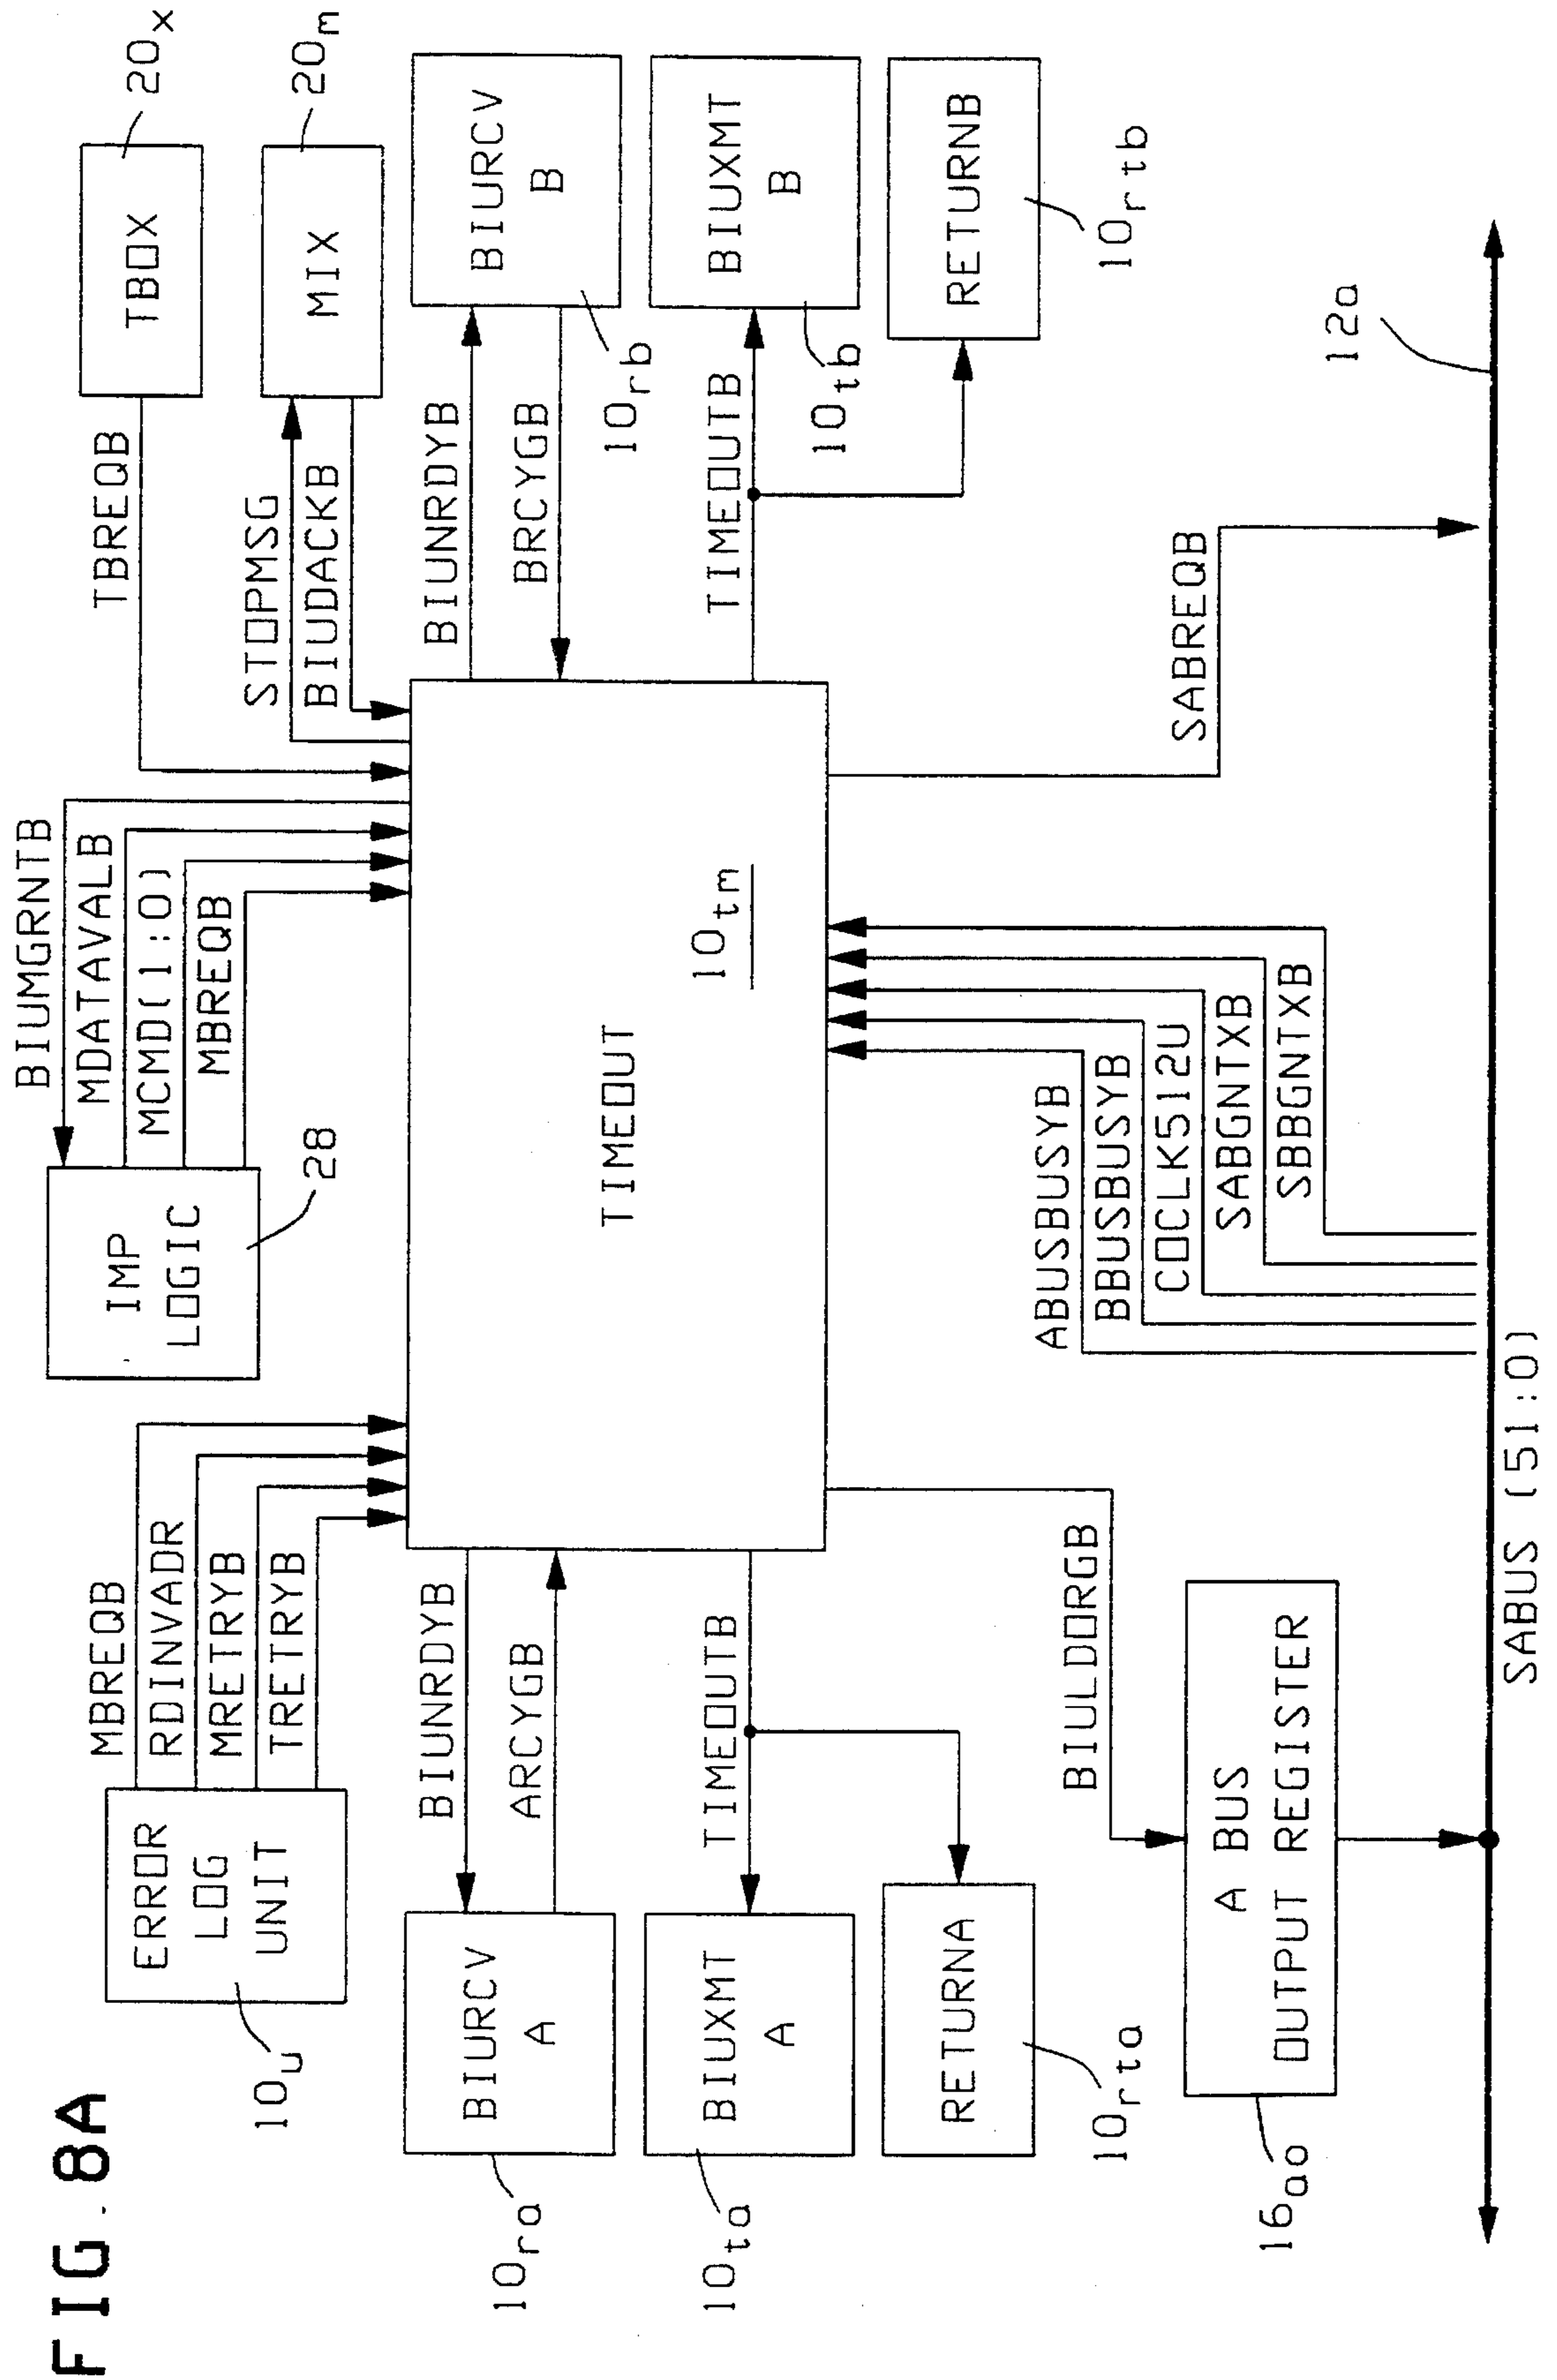 FIG. 8A
ERROR
LOG
UNIT
10u
MBREQB
RDINVADR
MRETRYB
TRETRYB
IMP
LOGIC
28
BIUMGRNTB
MDATAVALB
MCMD(1:0)
MBREQB
TBOX
20x
TBREQB
MIX
20m
STOPMSG
BIUDACKB
BIURCV
A
10ra
BIUNRDYB
ARCYGB
BIUXMT
A
10ta
TIMEOUTB
RETURNA
10rta
TIMEOUT
10tm
BIUNRDYB
BRCYGB
BIURCV
B
10rb
TIMEOUTB
BIUXMT
B
10tb
RETURNB
10rtb
BIULDORGB
A BUS
OUTPUT REGISTER
16ao
ABUSBUSYB
BBUSBUSYB
COCLK512U
SABGNTXB
SBBGNTXB
SABREQB
12a
SABUS (51:0)